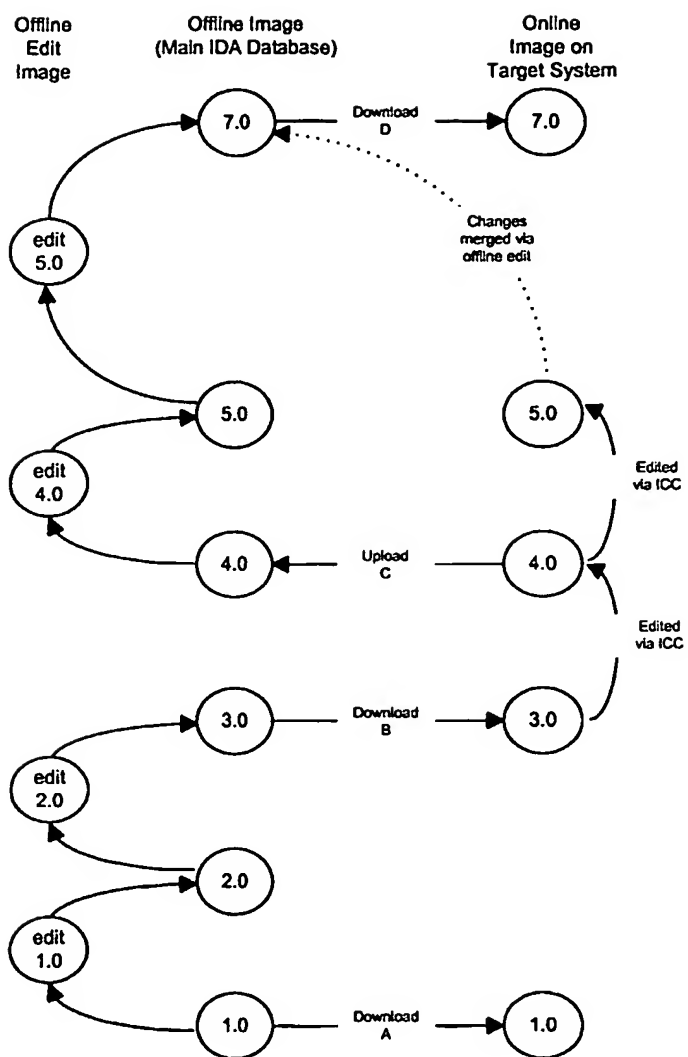 Offline
Edit
Image
Offline Image
(Main IDA Database)
Online
Image on
Target System
7.0
Download
D
7.0
Changes
merged via
offline edit
edit
5.0
5.0
5.0
Edited
via ICC
edit
4.0
4.0
Upload
C
4.0
Edited
via ICC
3.0
Download
B
3.0
edit
2.0
2.0
edit
1.0
1.0
Download
A
1.0